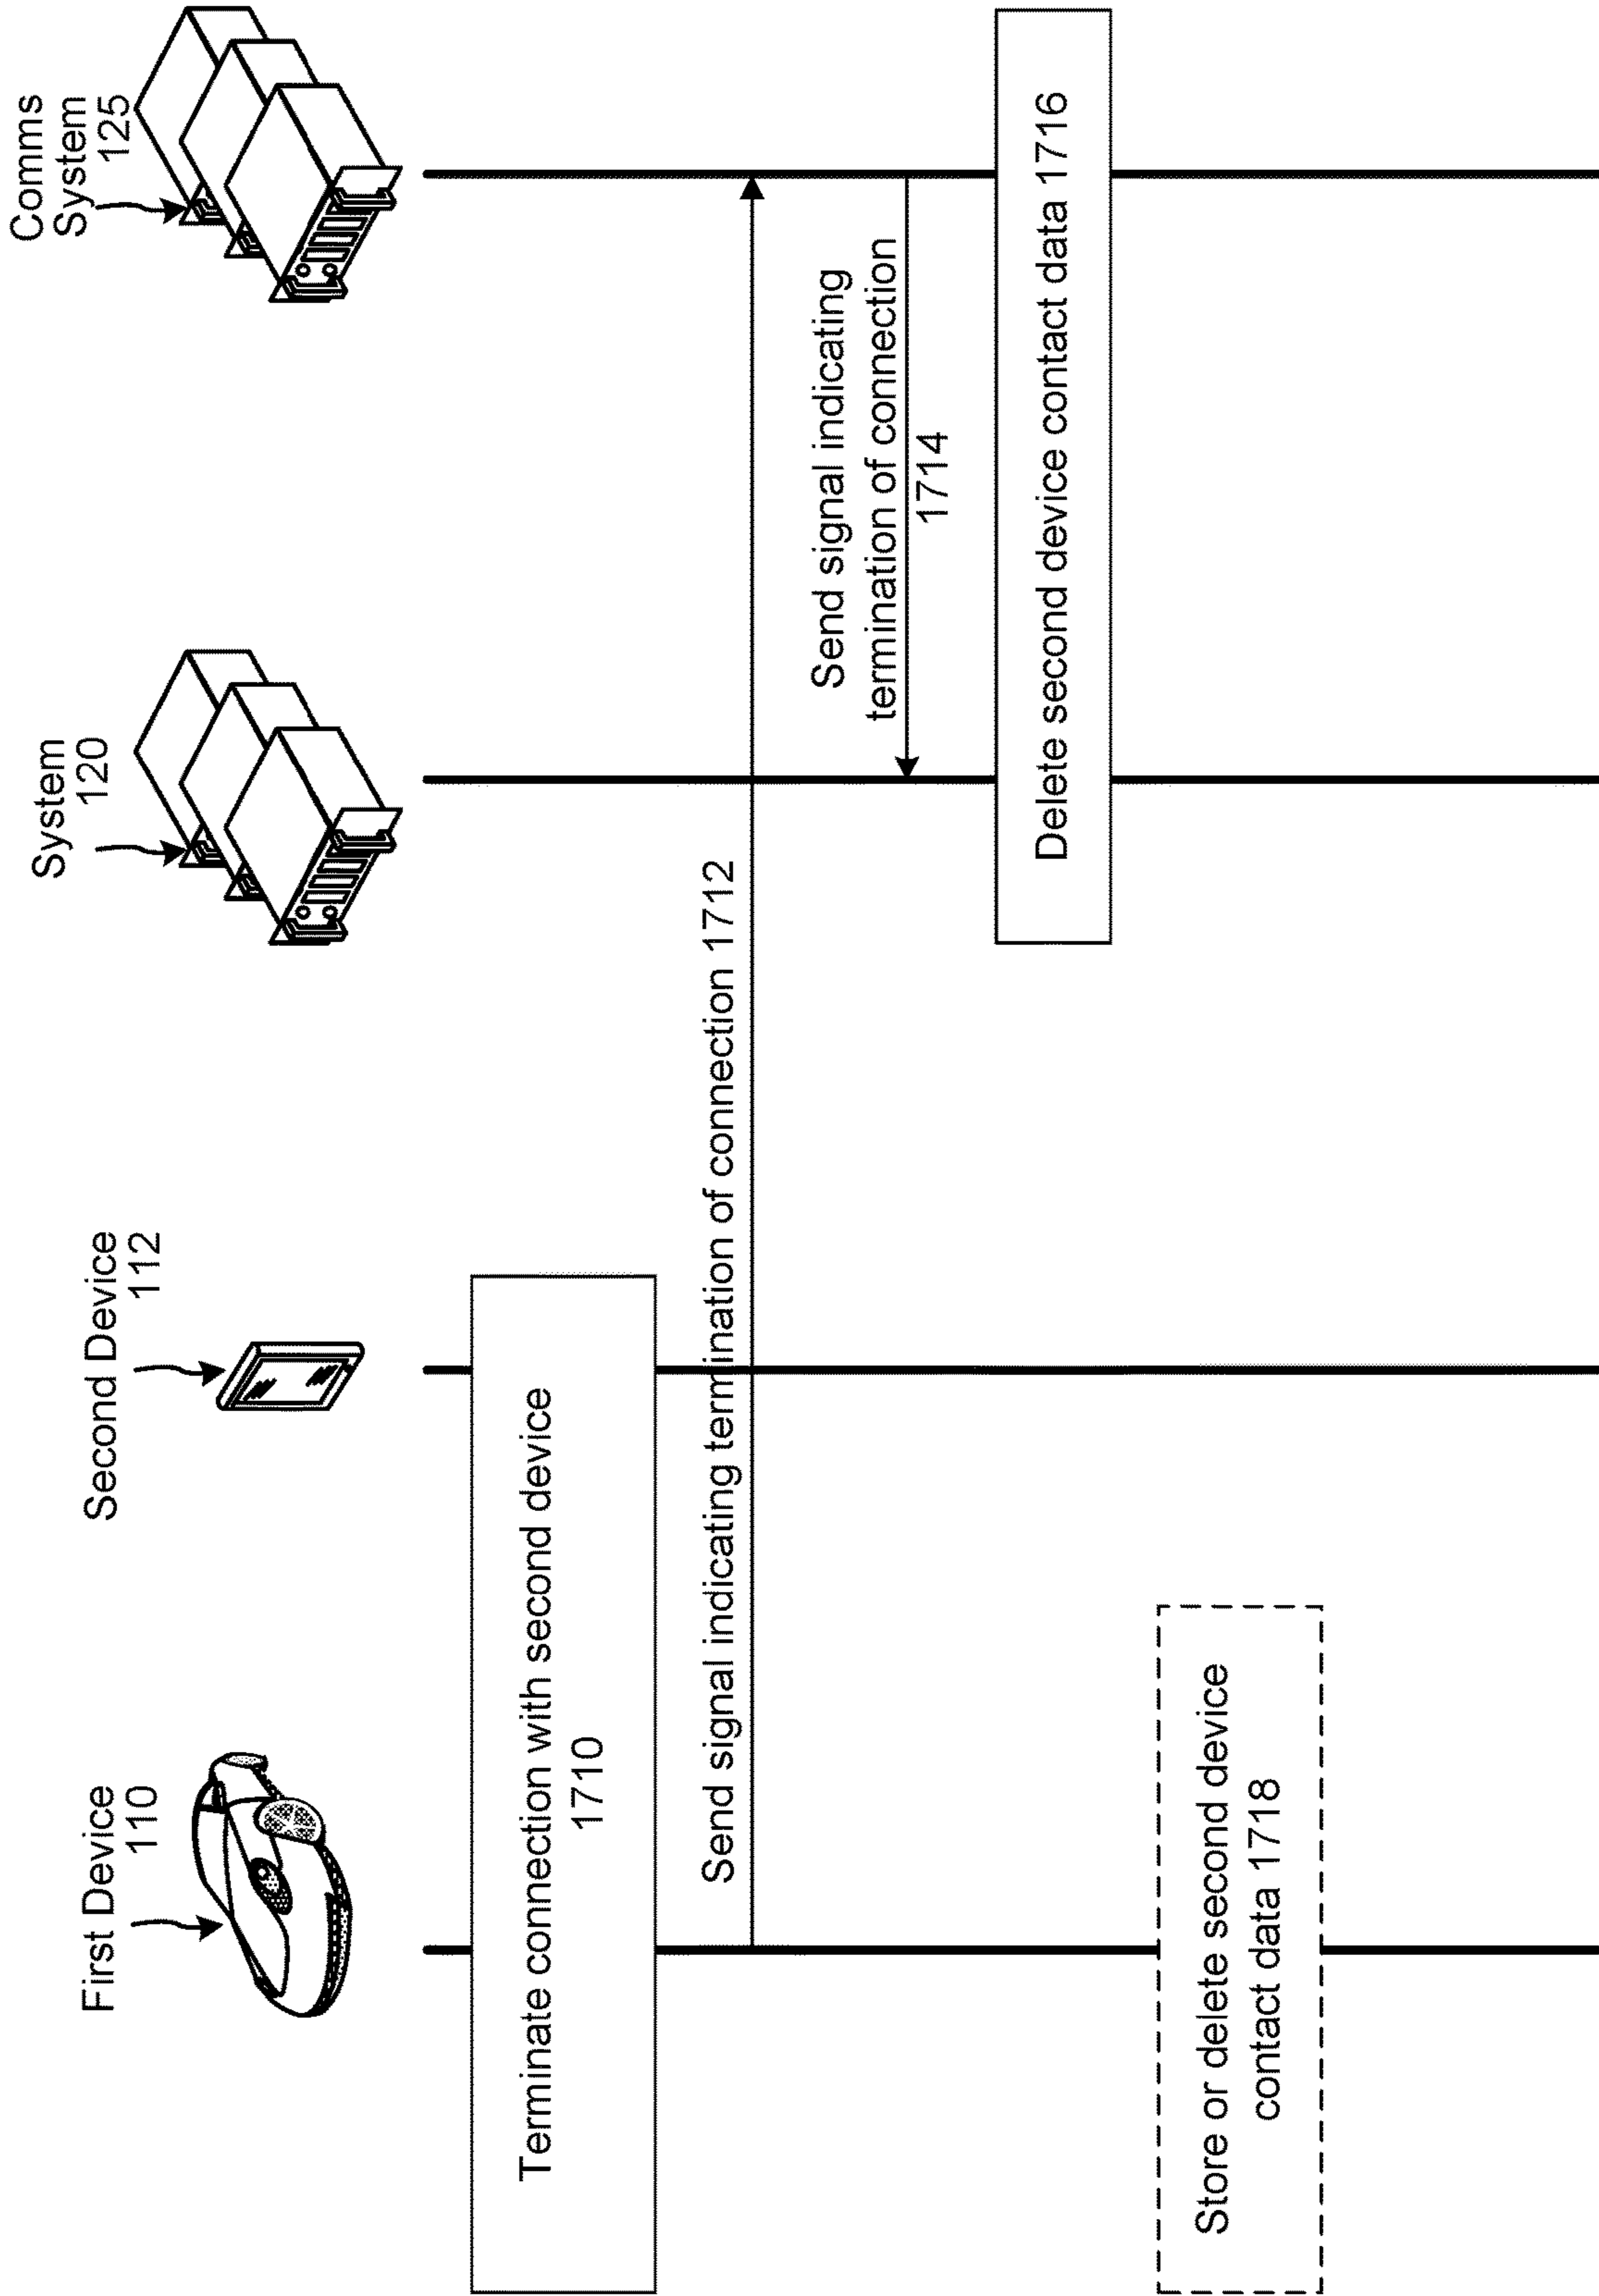 First Device
110
Second Device
112
System
120
Comms
System
125
Terminate connection with second device
1710
Send signal indicating termination of connection 1712
Send signal indicating
termination of connection
1714
Delete second device contact data 1716
Store or delete second device
contact data 1718